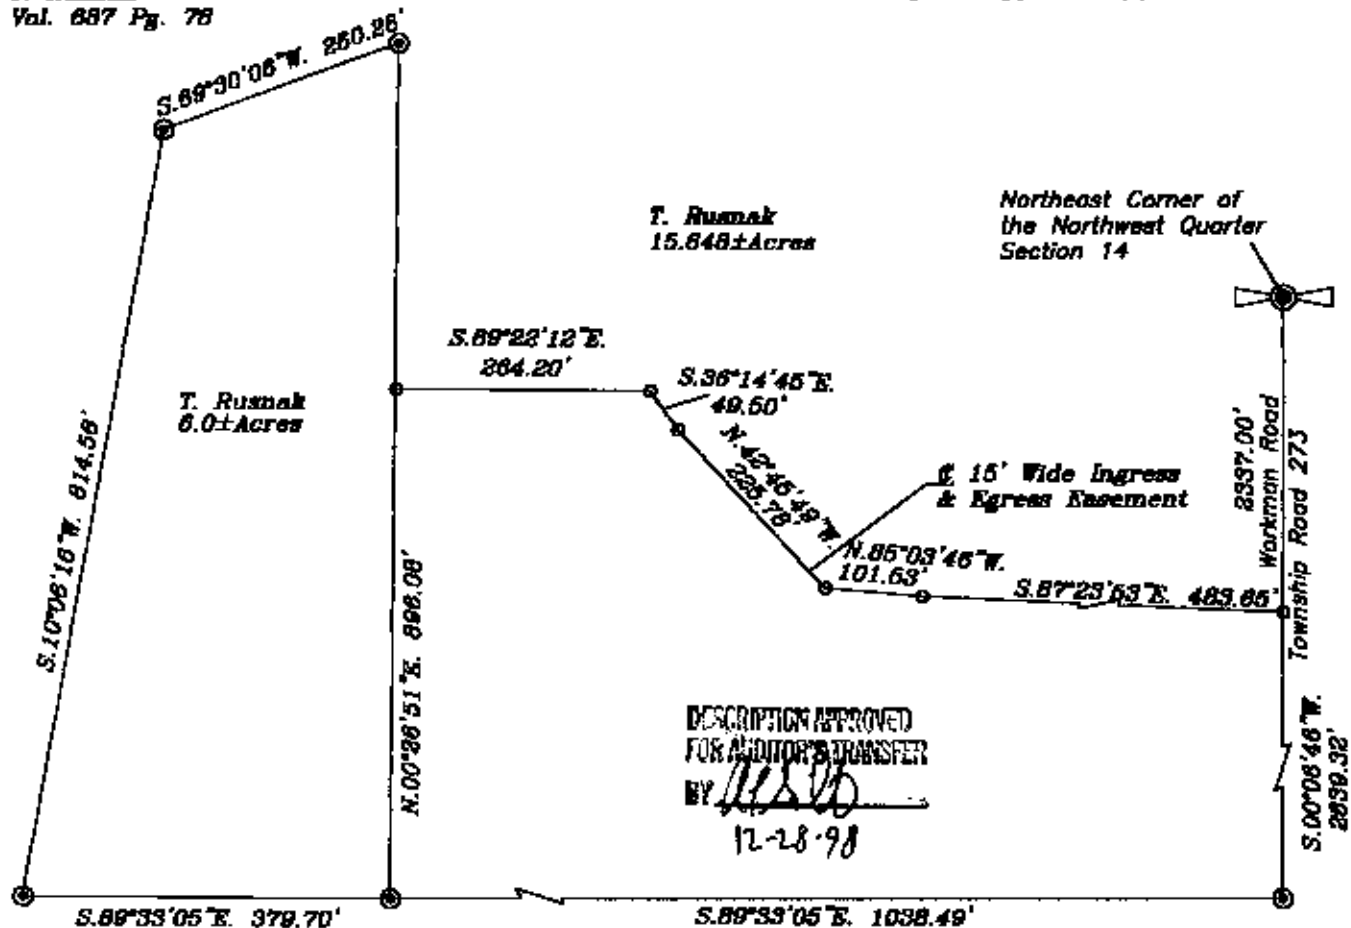 Vol. 687 Pg. 76
S.69°30'06"W. 250.26'
T. Rusnak
15.648±Acres
Northeast Corner of
the Northwest Quarter
Section 14
S.89°22'12"E.
264.20'
S.36°14'45"E.
49.50'
T. Rusnak
6.0±Acres
N.42°45'49"W.
225.78'
℄ 15' Wide Ingress
& Egress Easement
2337.00'
Workman Road
Township Road 273
S.10°06'16"W. 814.56'
N.85°03'46"W.
101.53'
S.87°23'53"E. 483.65'
N.00°26'51"E. 896.08'
DESCRIPTION APPROVED
FOR AUDITOR'S TRANSFER
BY
12-28-98
S.00°06'46"W.
2639.32'
S.89°33'05"E. 379.70'
S.89°33'05"E. 1038.49'